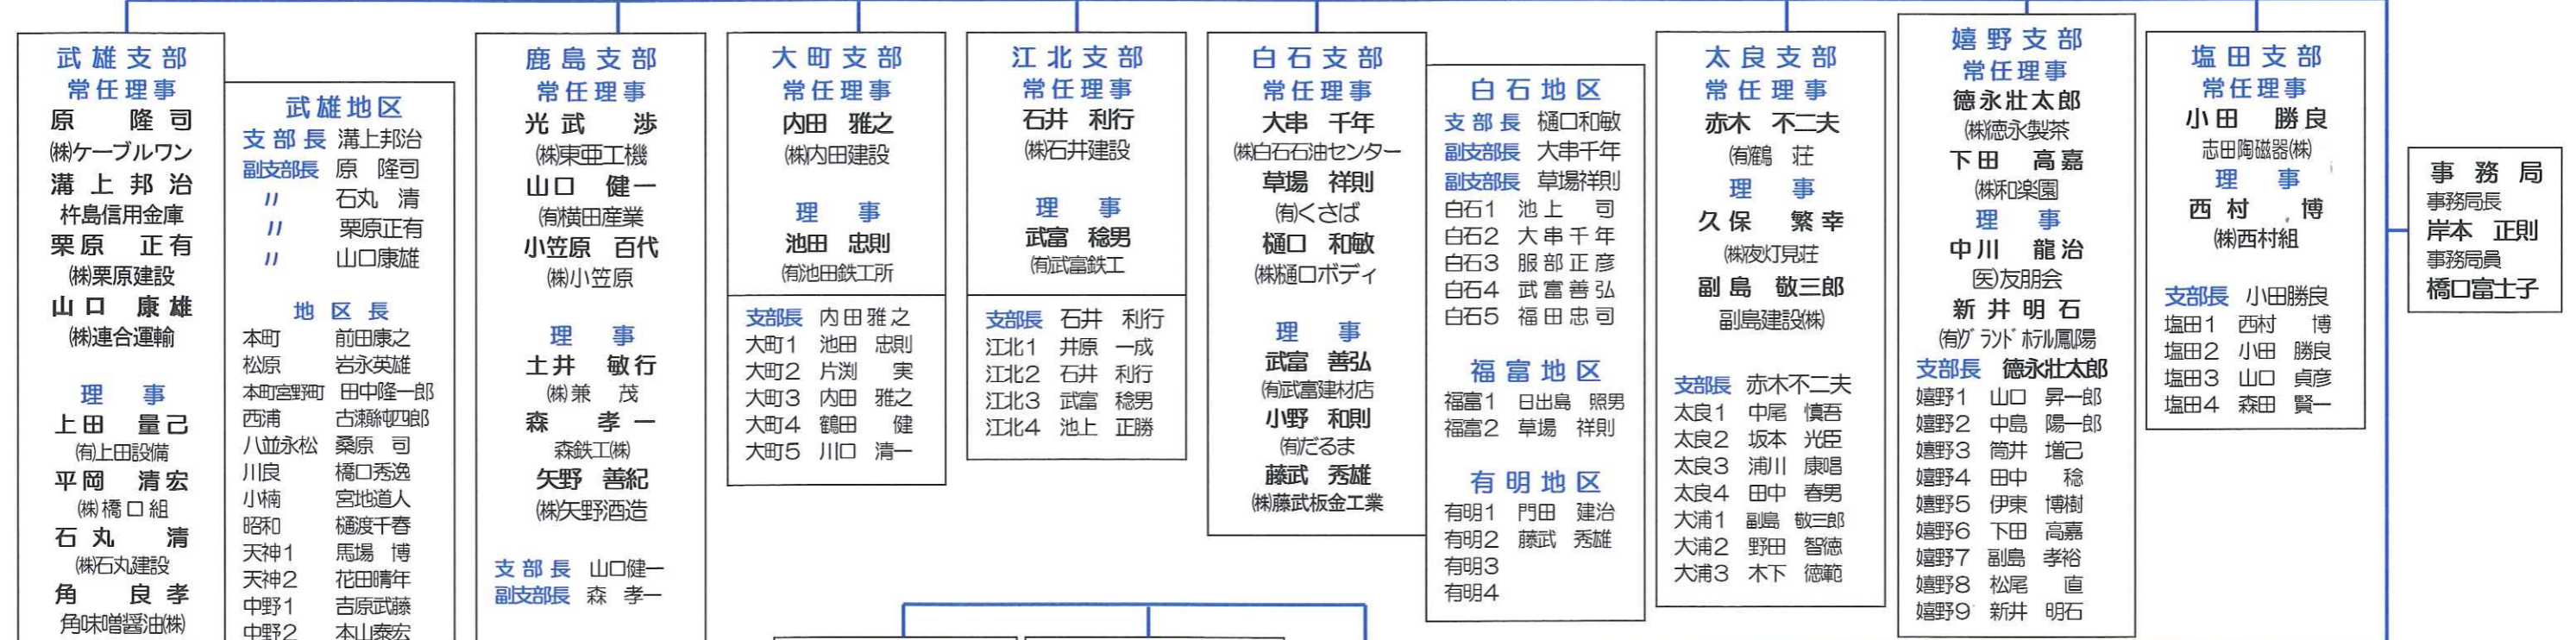 武雄支部
常任理事
原　隆司
㈱ケーブルワン
溝上邦治
杵島信用金庫
栗原　正有
㈱栗原建設
山口　康雄
㈱連合運輸
理　事
上田　量己
㈲上田設備
平岡　清宏
㈱橋口組
石丸　清
㈱石丸建設
角　良孝
角味噌醤油㈱
武雄地区
支部長 溝上邦治
副支部長 原　隆司
〃 石丸　清
〃 栗原正有
〃 山口康雄
地区長
本町 前田康之
松原 岩永英雄
本町宮野町 田中隆一郎
西浦 古瀬純四郎
八並永松 桑原　司
川良 橋口秀逸
小楠 宮地道人
昭和 樋渡千春
天神1 馬場　博
天神2 花田晴年
中野1 吉原武藤
中野2 本山泰宏
鹿島支部
常任理事
光武　渉
㈱東亜工機
山口　健一
㈲横田産業
小笠原　百代
㈱小笠原
理　事
土井　敏行
㈱兼　茂
森　孝一
森鉄工㈱
矢野　善紀
㈱矢野酒造
支部長 山口健一
副支部長 森　孝一
大町支部
常任理事
内田　雅之
㈱内田建設
理　事
池田　忠則
㈲池田鉄工所
支部長 内田雅之
大町1 池田　忠則
大町2 片渕　実
大町3 内田　雅之
大町4 鶴田　健
大町5 川口　清一
江北支部
常任理事
石井　利行
㈱石井建設
理　事
武富　稔男
㈲武富鉄工
支部長 石井　利行
江北1 井原　一成
江北2 石井　利行
江北3 武富　稔男
江北4 池上　正勝
白石支部
常任理事
大串　千年
㈱白石石油センター
草場　祥則
㈲くさば
樋口　和敏
㈱樋口ボディ
理　事
武富　善弘
㈲武富建材店
小野　和則
㈲だるま
藤武　秀雄
㈱藤武板金工業
白石地区
支部長 樋口和敏
副支部長 大串千年
副支部長 草場祥則
白石1 池上　司
白石2 大串千年
白石3 服部正彦
白石4 武富善弘
白石5 福田忠司
福富地区
福富1 日出島　照男
福富2 草場　祥則
有明地区
有明1 門田　建治
有明2 藤武　秀雄
有明3
有明4
太良支部
常任理事
赤木　不二夫
㈲鶴　荘
理　事
久保　繁幸
㈱夜灯見荘
副島　敬三郎
副島建設㈱
支部長 赤木不二夫
太良1 中尾　慎吾
太良2 坂本　光臣
太良3 浦川　康唱
太良4 田中　春男
大浦1 副島　敬三郎
大浦2 野田　智徳
大浦3 木下　徳範
嬉野支部
常任理事
德永壯太郎
㈱徳永製茶
下田　高嘉
㈱和楽園
理　事
中川　龍治
医)友朋会
新井明石
㈲グランドホテル鳳陽
支部長 德永壯太郎
嬉野1 山口　昇一郎
嬉野2 中島　陽一郎
嬉野3 筒井　増己
嬉野4 田中　稔
嬉野5 伊東　博樹
嬉野6 下田　高嘉
嬉野7 副島　孝裕
嬉野8 松尾　直
嬉野9 新井　明石
塩田支部
常任理事
小田　勝良
志田陶磁器㈱
理　事
西村　博
㈱西村組
支部長 小田勝良
塩田1 西村　博
塩田2 小田　勝良
塩田3 山口　貞彦
塩田4 森田　賢一
事務局
事務局長
岸本　正則
事務局員
橋口富士子